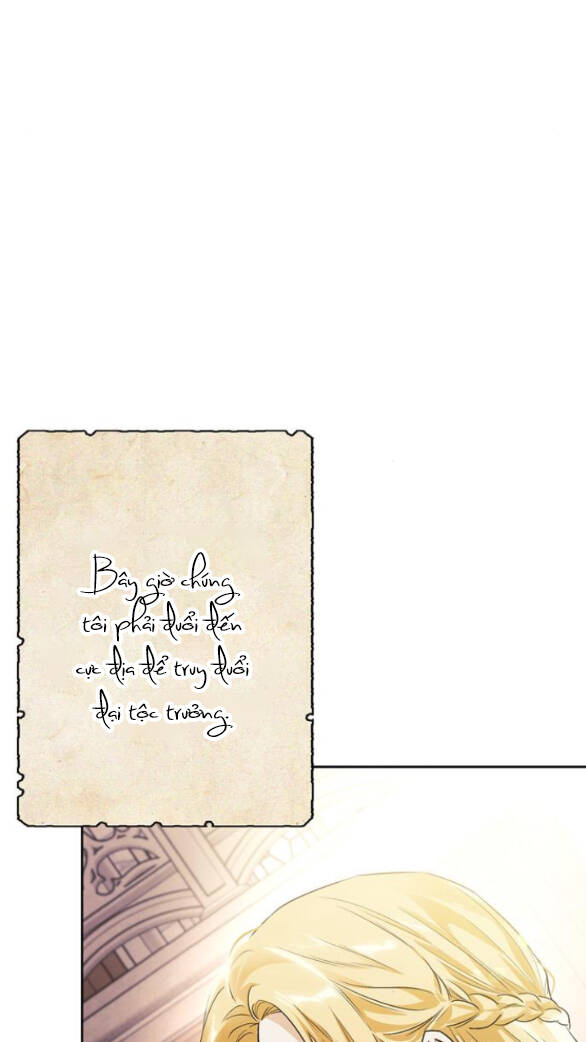 Bây giờ chúng
tôi phải đuổi đến
cực địa để truy đuổi
đại tộc trưởng.